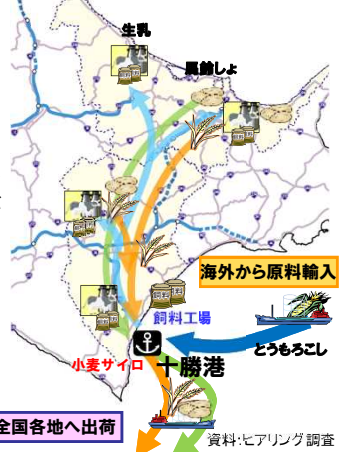 生乳
馬鈴しょ
海外から原料輸入
飼料工場
とうもろこし
小麦サイロ
十勝港
全国各地へ出荷
資料:ヒアリング調査